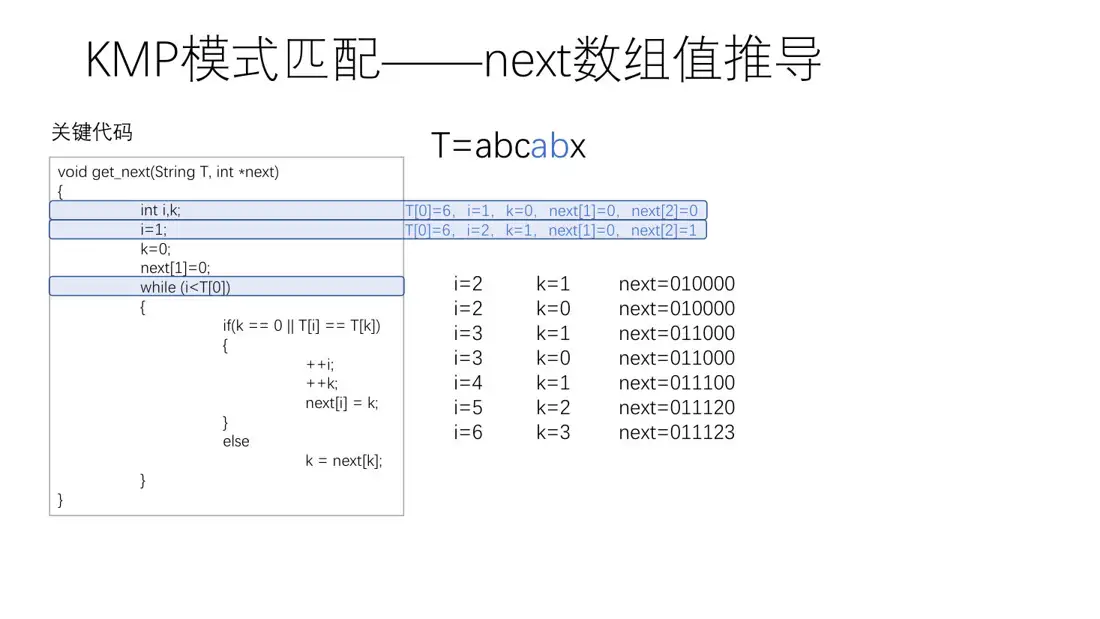 KMP模式匹配——next数组值推导
关键代码
T=abcabx
void get_next(String T, int *next)
{
int i,k;
T[0]=6, i=1, k=0, next[1]=0, next[2]=0
i=1;
T[0]=6, i=2, k=1, next[1]=0, next[2]=1
k=0;
next[1]=0;
while (i<T[0])
{
if(k == 0 || T[i] == T[k])
{
++i;
++k;
next[i] = k;
}
else
k = next[k];
}
}
i=2 k=1 next=010000
i=2 k=0 next=010000
i=3 k=1 next=011000
i=3 k=0 next=011000
i=4 k=1 next=011100
i=5 k=2 next=011120
i=6 k=3 next=011123